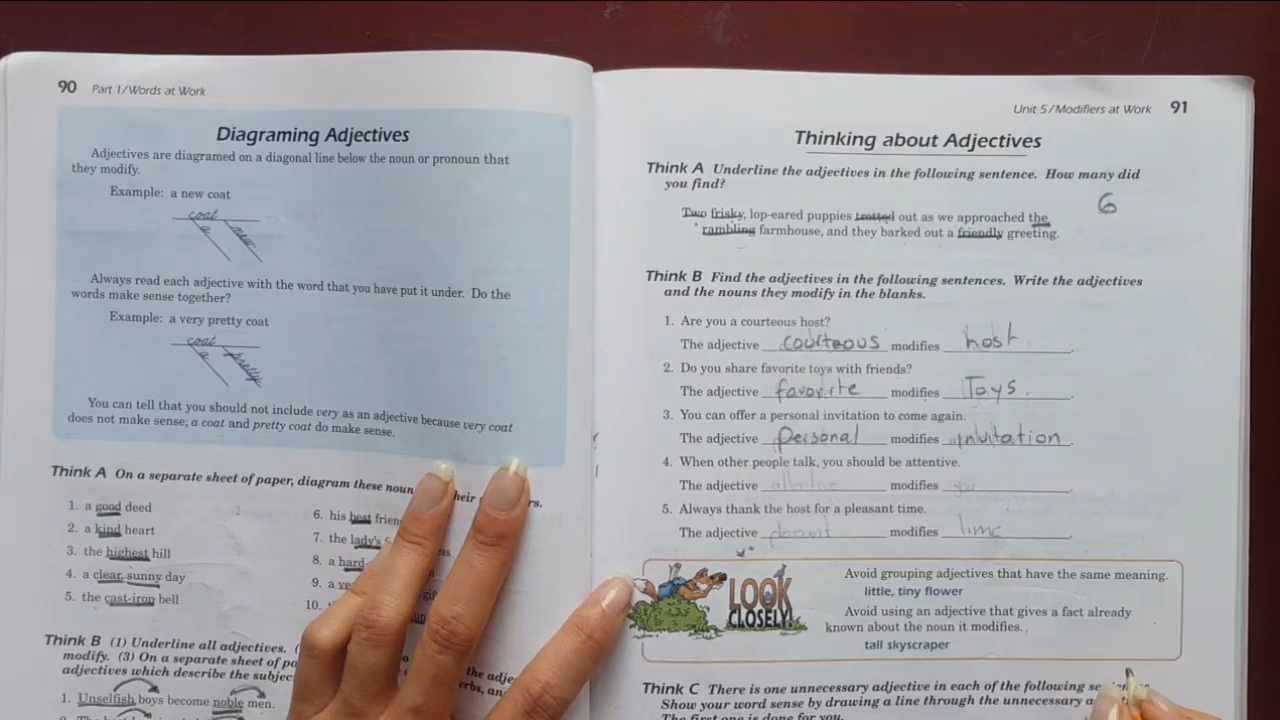 90 Part 1/Words at Work
Diagraming Adjectives
Adjectives are diagramed on a diagonal line below the noun or pronoun that
they modify.
Example: a new coat
coat
a new
Always read each adjective with the word that you have put it under. Do the
words make sense together?
Example: a very pretty coat
coat
a pretty
You can tell that you should not include very as an adjective because very coat
does not make sense; a coat and pretty coat do make sense.
Think A On a separate sheet of paper, diagram these noun
1. a good deed
2. a kind heart
3. the highest hill
4. a clear, sunny day
5. the cast-iron bell
6. his best
7. the lady's
8. a hard-
9. a
10.
Think B (1) Underline all adjectives.
modify. (3) On a separate sheet of
adjectives which describe the
1. Unselfish boys become noble men.
Unit 5/Modifiers at Work 91
Thinking about Adjectives
Think A Underline the adjectives in the following sentence. How many did
you find?
6
Two frisky, lop-eared puppies trotted out as we approached the
rambling farmhouse, and they barked out a friendly greeting.
Think B Find the adjectives in the following sentences. Write the adjectives
and the nouns they modify in the blanks.
1. Are you a courteous host?
The adjective courteous modifies host.
2. Do you share favorite toys with friends?
The adjective favorite modifies Toys.
3. You can offer a personal invitation to come again.
The adjective personal modifies invitation.
4. When other people talk, you should be attentive.
The adjective attentive modifies you.
5. Always thank the host for a pleasant time.
The adjective modifies time.
LOOK
CLOSELY!
Avoid grouping adjectives that have the same meaning.
little, tiny flower
Avoid using an adjective that gives a fact already
known about the noun it modifies.
tall skyscraper
Think C There is one unnecessary adjective in each of the following
Show your word sense by drawing a line through the unnecessary
The first one is done for you.